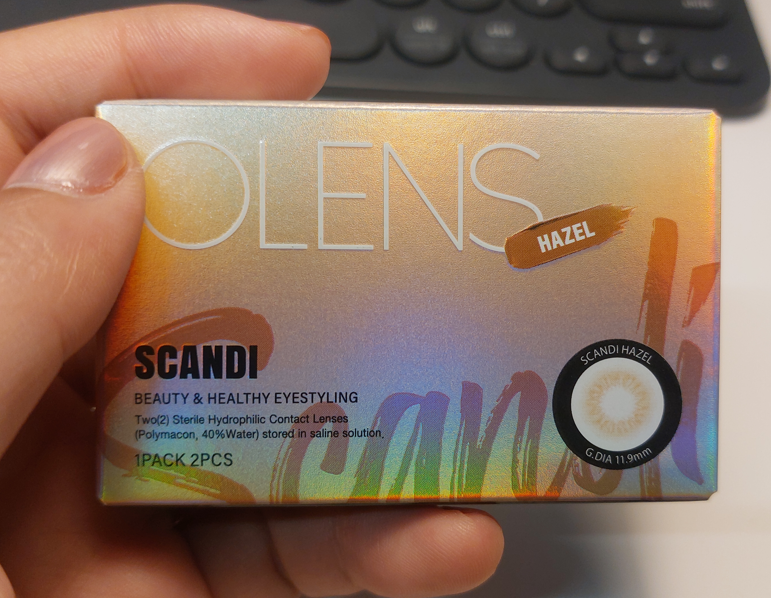 OLENS
HAZEL
SCANDI
BEAUTY & HEALTHY EYESTYLING
Two(2) Sterile Hydrophilic Contact Lenses
(Polymacon, 40%Water) stored in saline solution.
1PACK 2PCS
Scandi
SCANDI HAZEL
G.DIA 11.9mm